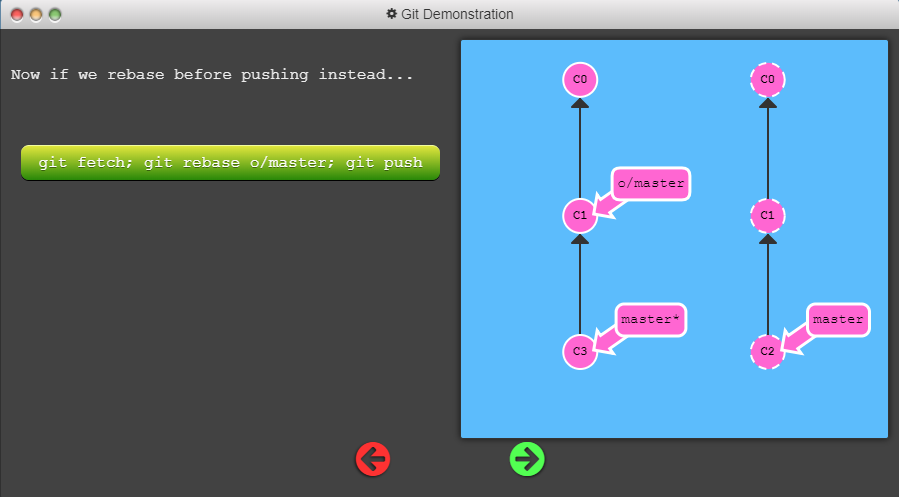 Git Demonstration
Now if we rebase before pushing instead...
git fetch; git rebase o/master; git push
C0
C0
o/master
C1
C1
master*
master
C3
C2